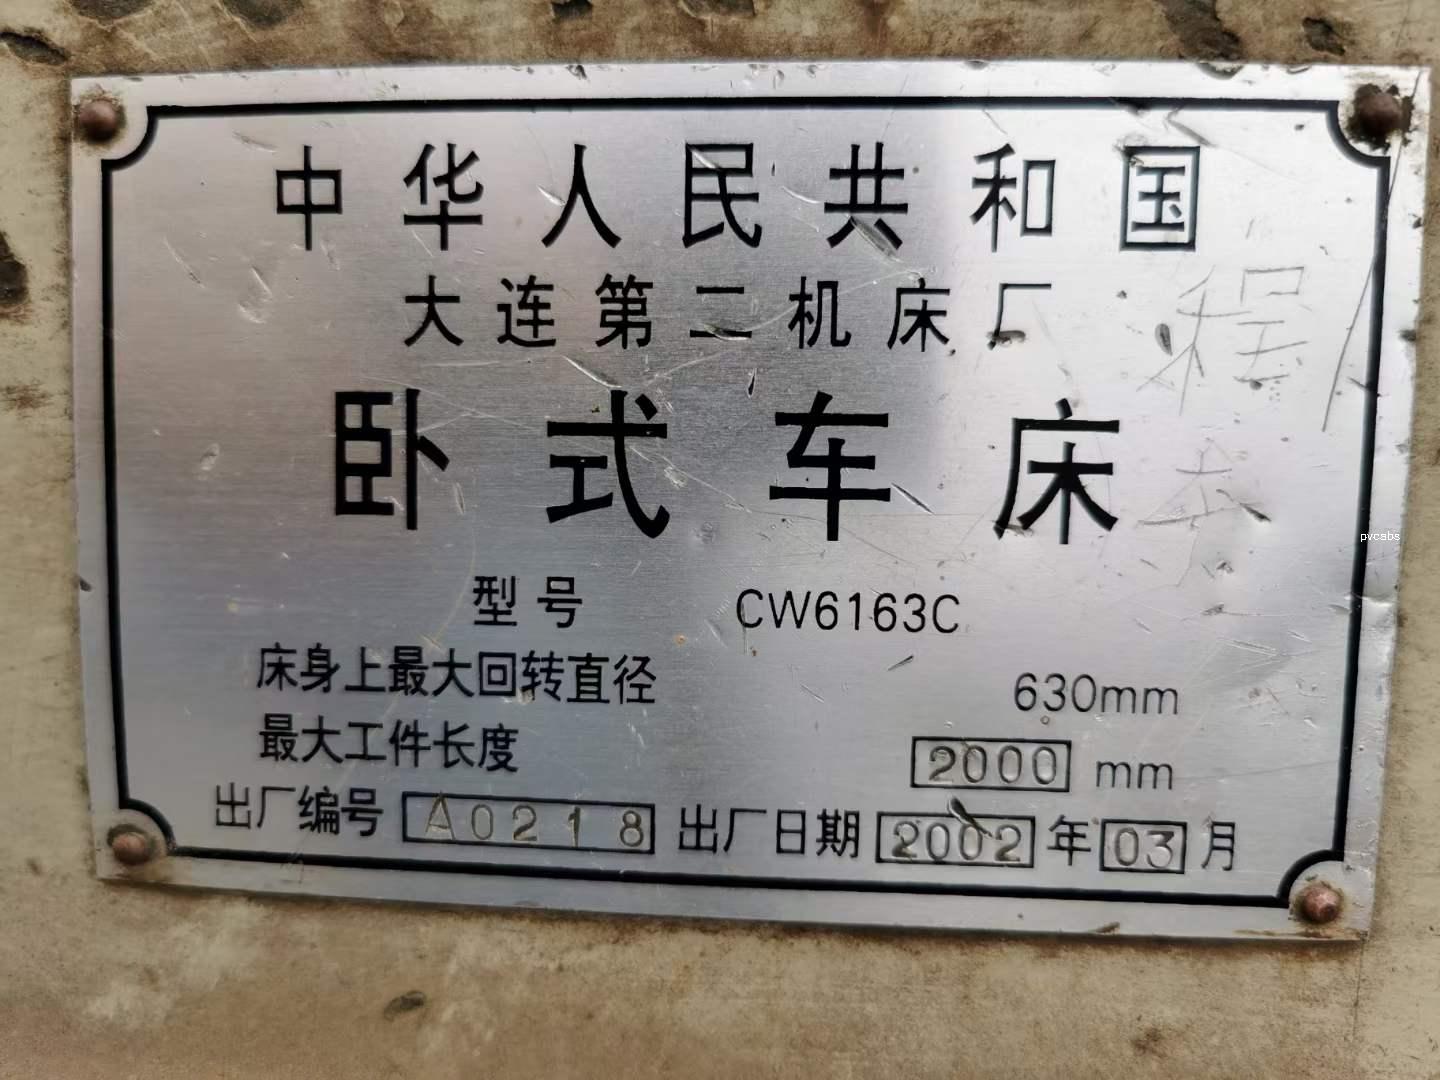 中华人民共和国
大连第二机床厂
卧式车床
型号 CW6163C
床身上最大回转直径 630mm
最大工件长度 2000 mm
出厂编号 A0218 出厂日期 2002 年 03 月
程
pvcabs